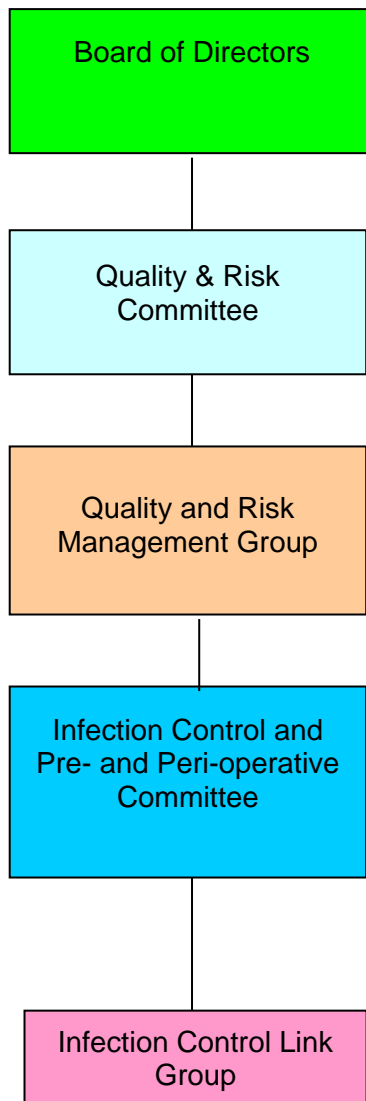 Board of Directors
Quality & Risk
Committee
Quality and Risk
Management Group
Infection Control and
Pre- and Peri-operative
Committee
Infection Control Link
Group